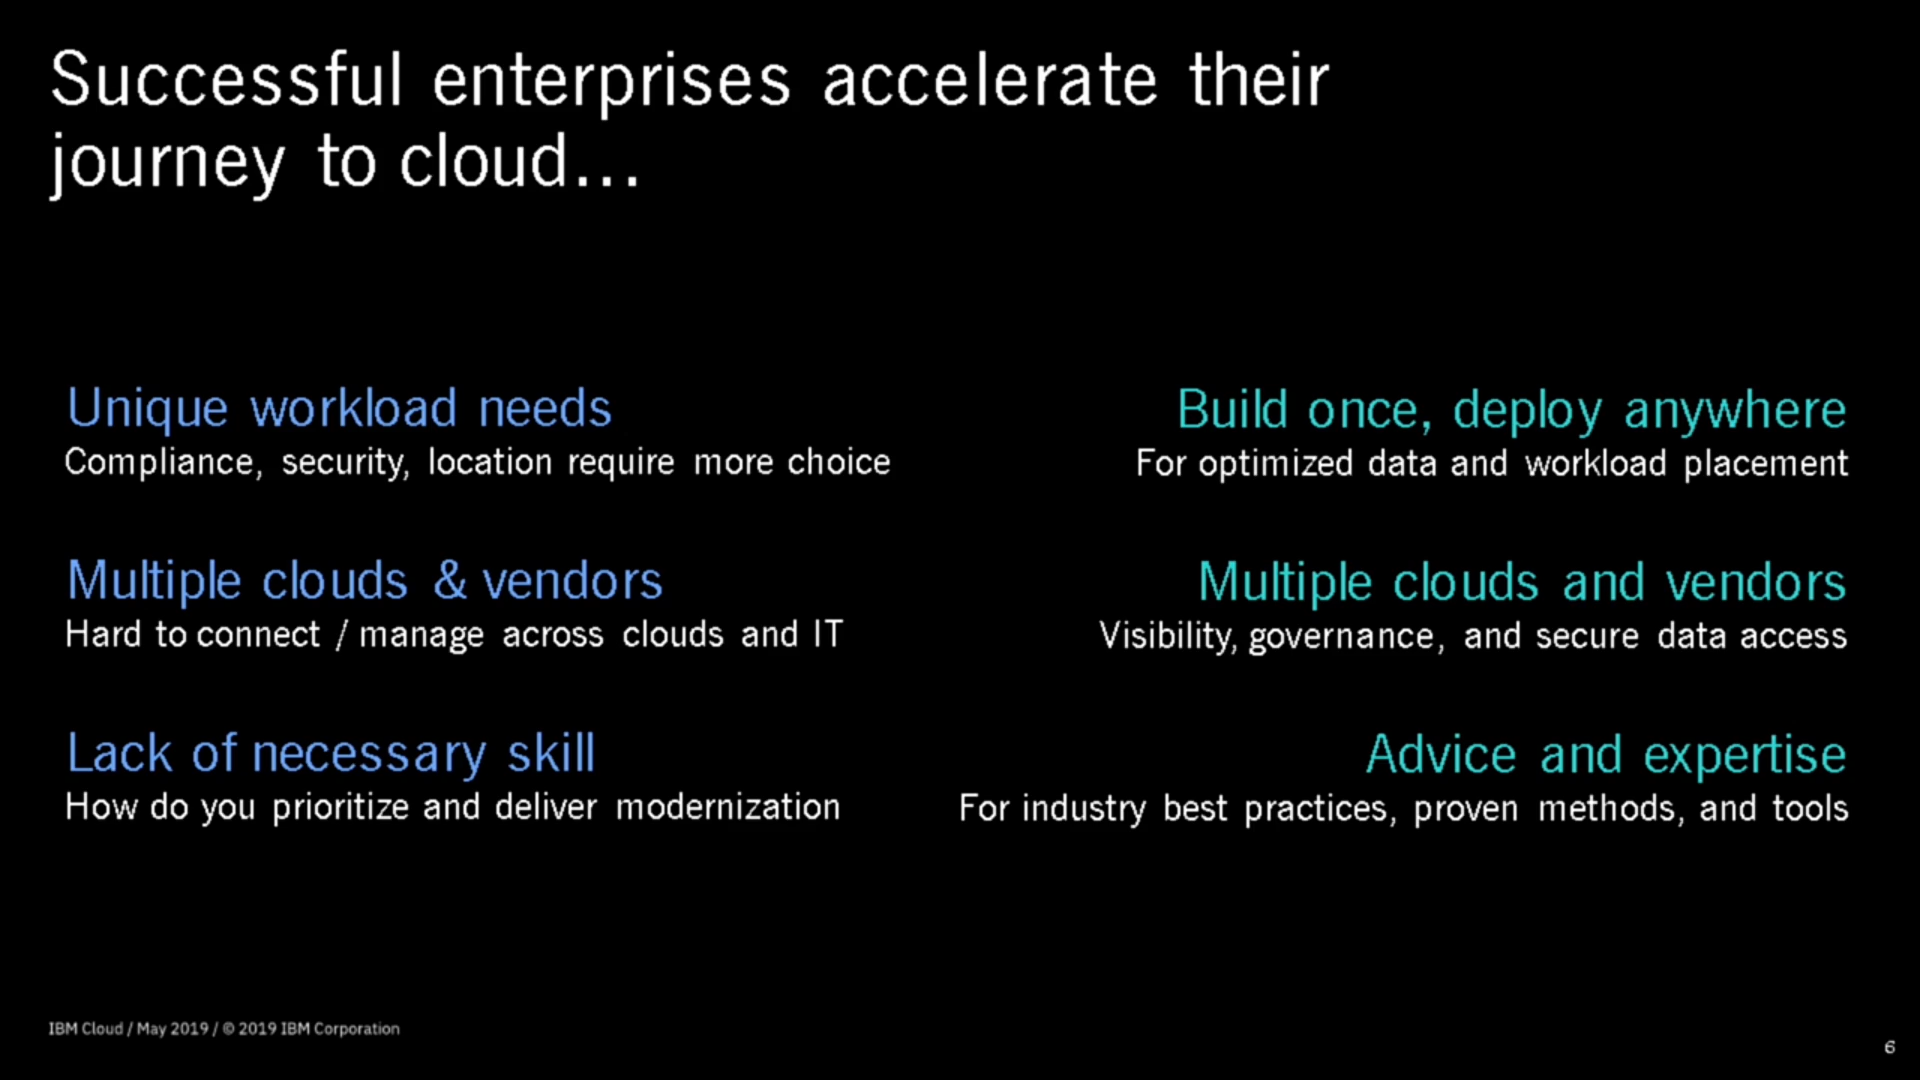 Successful enterprises accelerate their
journey to cloud...
Unique workload needs
Compliance, security, location require more choice
Multiple clouds & vendors
Hard to connect / manage across clouds and IT
Lack of necessary skill
How do you prioritize and deliver modernization
Build once, deploy anywhere
For optimized data and workload placement
Multiple clouds and vendors
Visibility, governance, and secure data access
Advice and expertise
For industry best practices, proven methods, and tools
IBM Cloud / May 2019 / © 2019 IBM Corporation
6